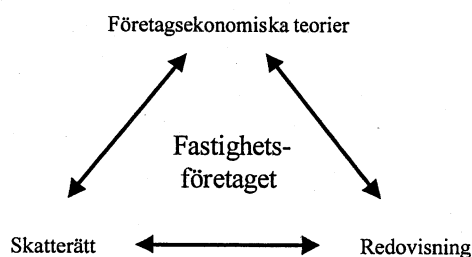 Företagsekonomiska teorier
Fastighets-
företaget
Skatterätt
Redovisning